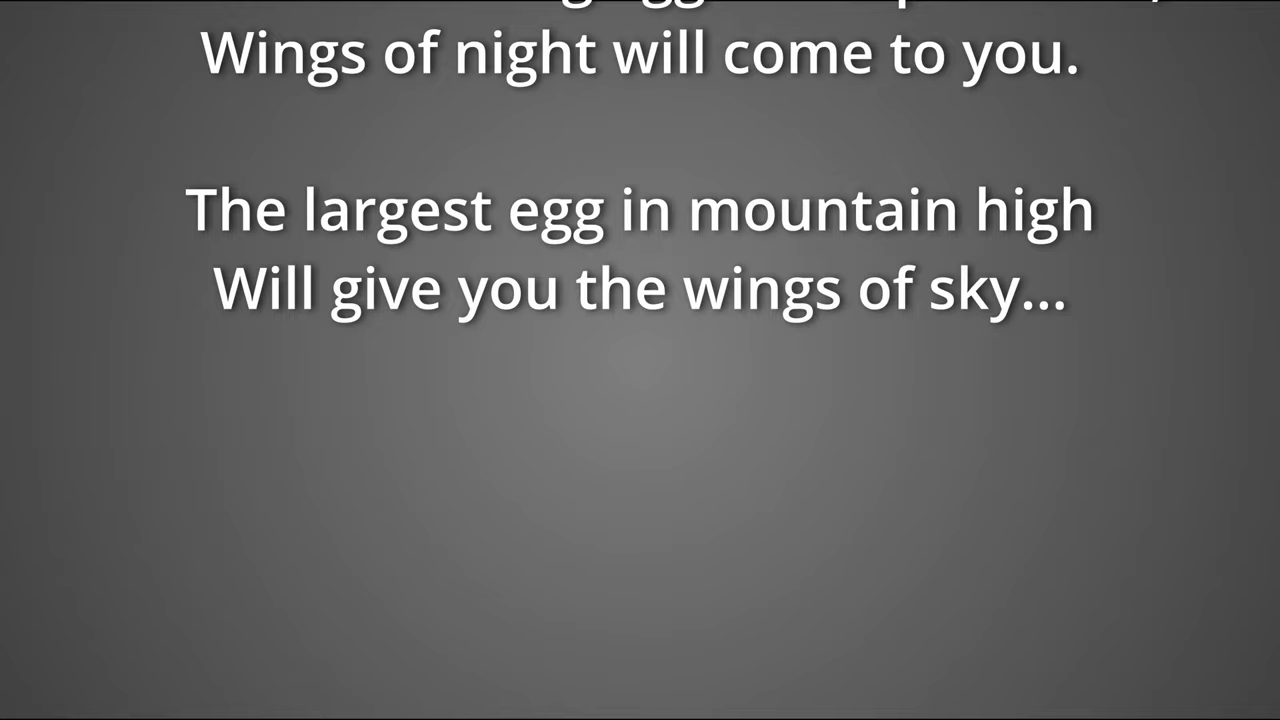 Wings of night will come to you.
The largest egg in mountain high
Will give you the wings of sky...